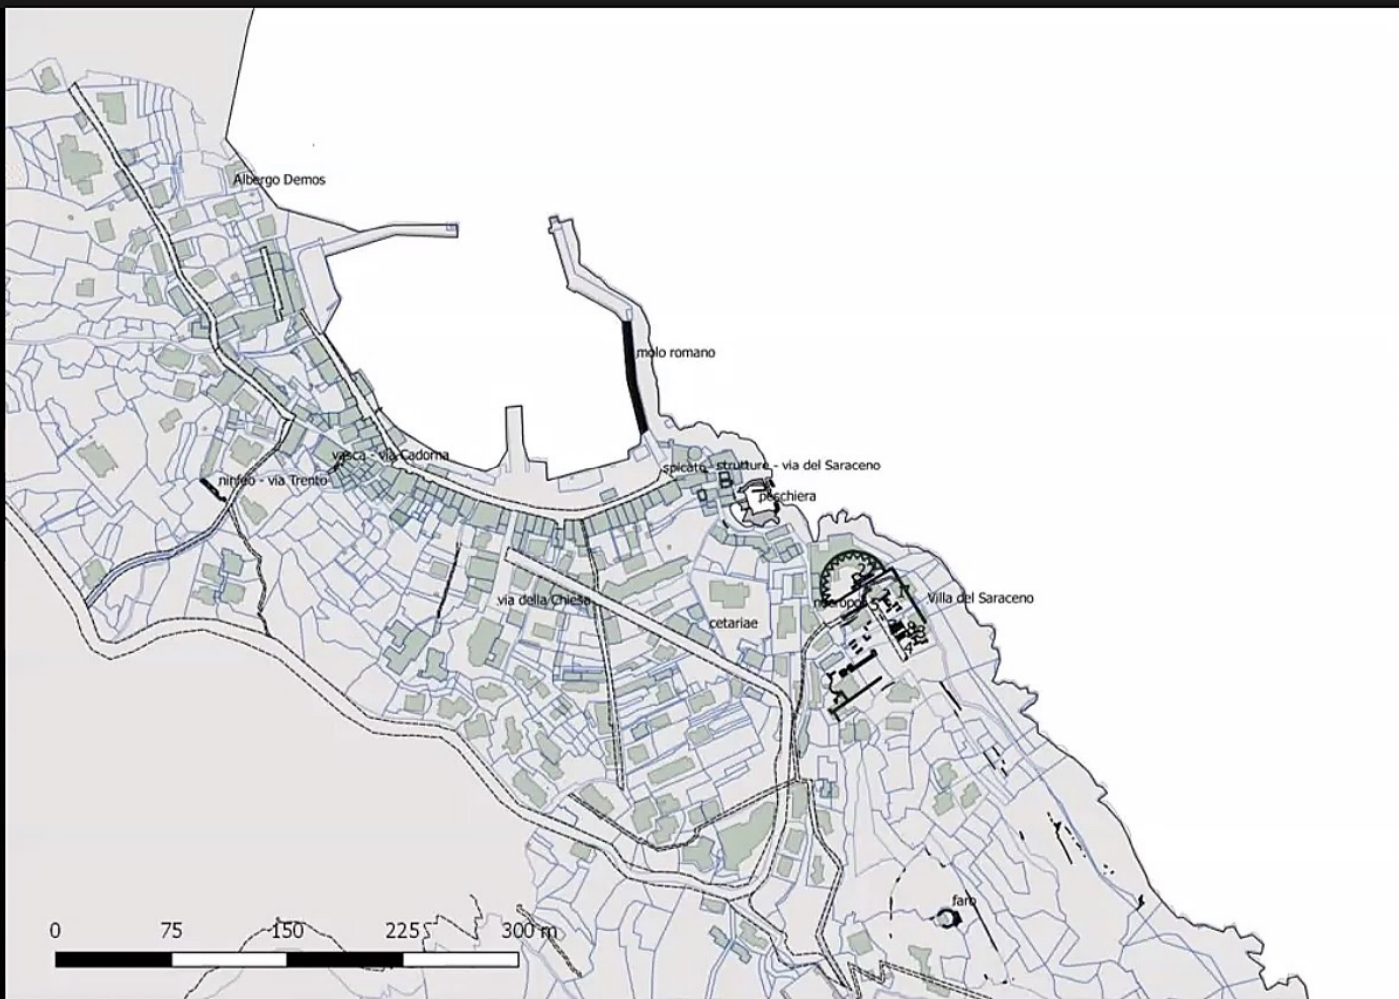 Albergo Demos
molo romano
vasca - via Cadorna
spicato
strutture - via del Saraceno
ninfeo - via Trento
peschiera
via della Chiesa
necropoli
Villa del Saraceno
cetariae
faro
0 75 150 225 300 m